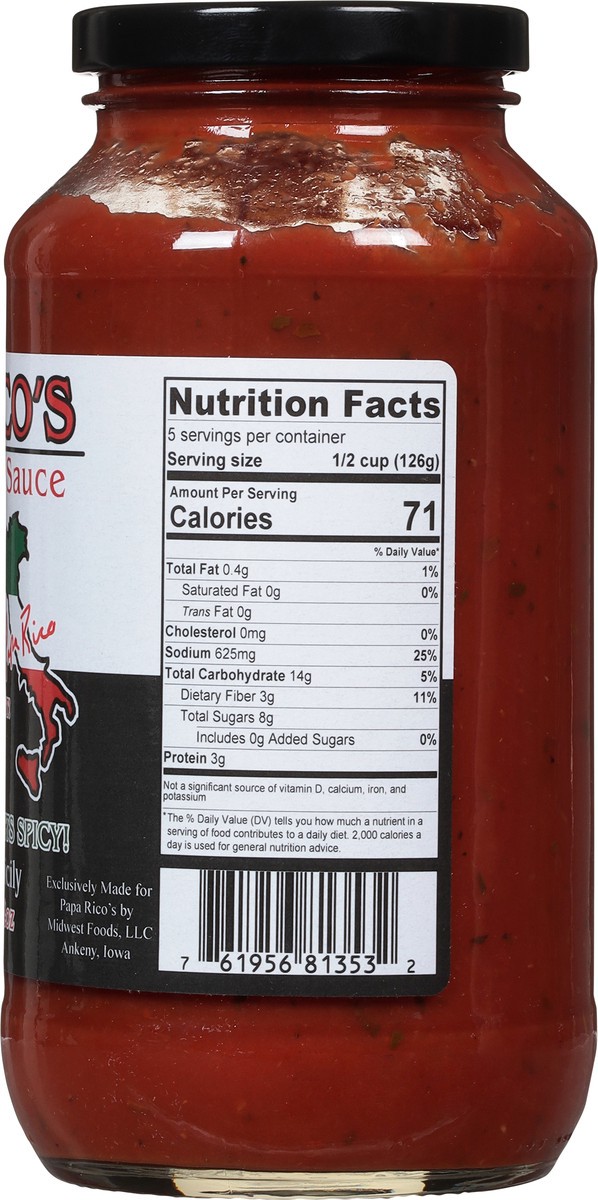 CO'S
Sauce
Rico
TS SPICY!
cily
OZ
Exclusively Made for
Papa Rico's by
Midwest Foods, LLC
Ankeny, Iowa
Nutrition Facts
5 servings per container
Serving size 1/2 cup (126g)
Amount Per Serving
Calories 71
% Daily Value*
Total Fat 0.4g 1%
Saturated Fat 0g 0%
Trans Fat 0g
Cholesterol 0mg 0%
Sodium 625mg 25%
Total Carbohydrate 14g 5%
Dietary Fiber 3g 11%
Total Sugars 8g
Includes 0g Added Sugars 0%
Protein 3g
Not a significant source of vitamin D, calcium, iron, and
potassium
*The % Daily Value (DV) tells you how much a nutrient in a
serving of food contributes to a daily diet. 2,000 calories a
day is used for general nutrition advice.
7 61956 81353 2